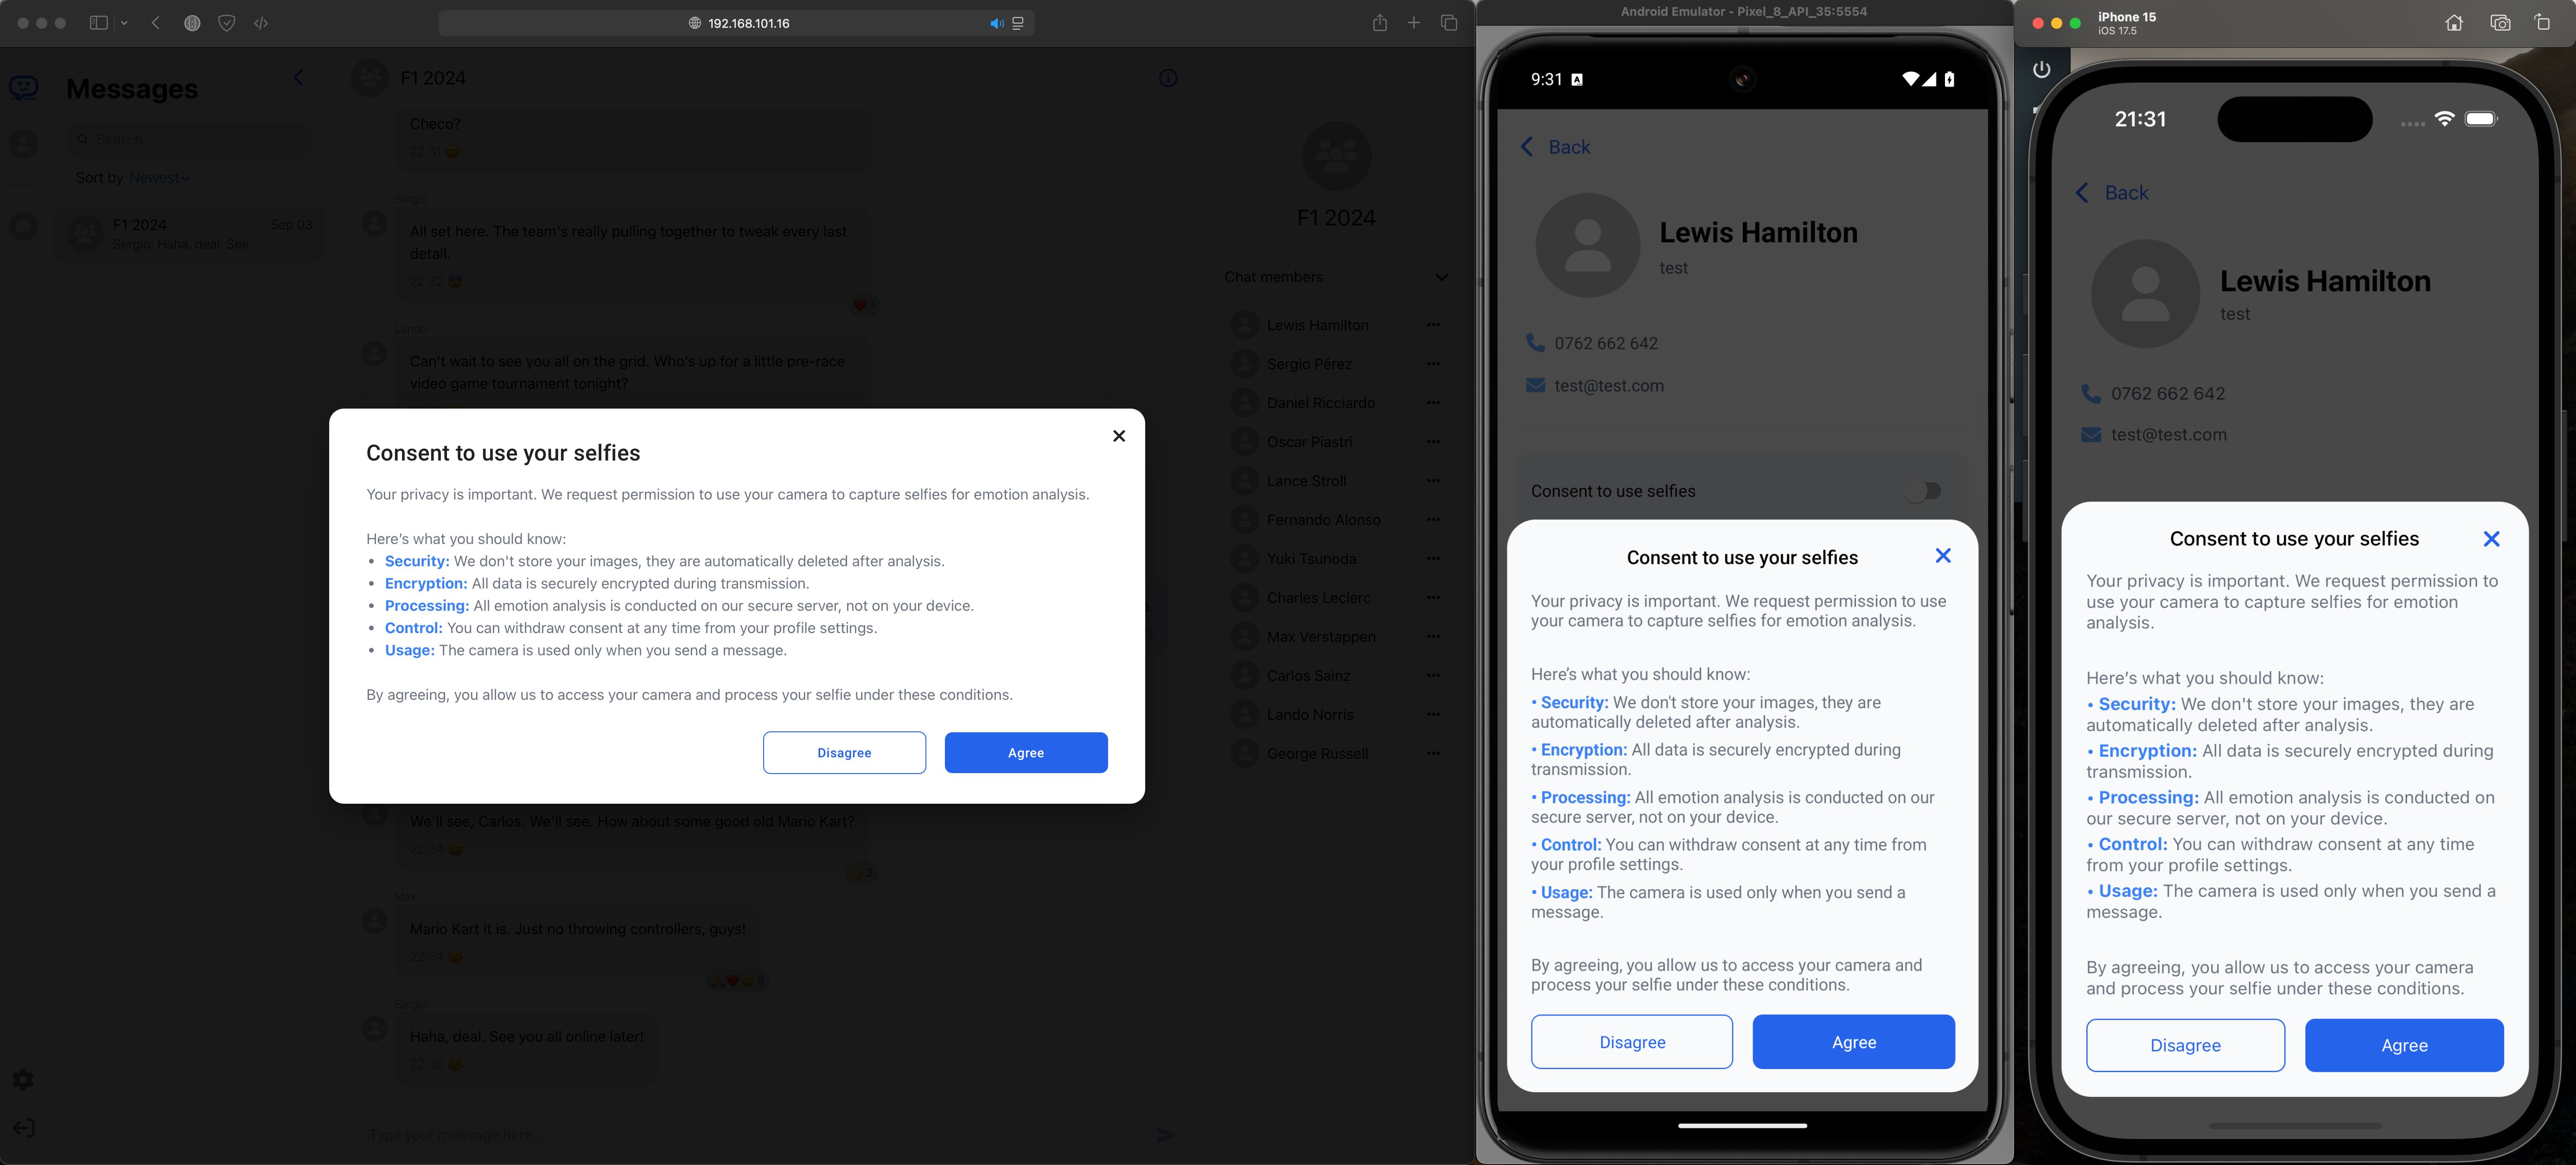 192.168.101.16
Messages
Search
Sort by Newest
F1 2024
Sep 03
Sergio: Haha, deal. See..
F1 2024
Checo?
22:31
Sergio
All set here. The team's really pulling together to tweak every last
detail.
22:32
1
Lando
Can't wait to see you all on the grid. Who's up for a little pre-race
video game tournament tonight?
Consent to use your selfies
Your privacy is important. We request permission to use your camera to capture selfies for emotion analysis.
Here's what you should know:
• Security: We don't store your images, they are automatically deleted after analysis.
• Encryption: All data is securely encrypted during transmission.
• Processing: All emotion analysis is conducted on our secure server, not on your device.
• Control: You can withdraw consent at any time from your profile settings.
• Usage: The camera is used only when you send a message.
By agreeing, you allow us to access your camera and process your selfie under these conditions.
Disagree
Agree
We'll see, Carlos. We'll see. How about some good old Mario Kart?
22:34
2
Max
Mario Kart it is. Just no throwing controllers, guys!
22:34
6
Sergio
Haha, deal. See you all online later!
22:35
Type your message here...
F1 2024
Chat members
Lewis Hamilton
Sergio Pérez
Daniel Ricciardo
Oscar Piastri
Lance Stroll
Fernando Alonso
Yuki Tsunoda
Charles Leclerc
Max Verstappen
Carlos Sainz
Lando Norris
George Russell
Android Emulator - Pixel_8_API_35:5554
9:31
Back
Lewis Hamilton
test
0762 662 642
test@test.com
Consent to use selfies
Consent to use your selfies
Your privacy is important. We request permission to use
your camera to capture selfies for emotion analysis.
Here's what you should know:
• Security: We don't store your images, they are
automatically deleted after analysis.
• Encryption: All data is securely encrypted during
transmission.
• Processing: All emotion analysis is conducted on our
secure server, not on your device.
• Control: You can withdraw consent at any time from
your profile settings.
• Usage: The camera is used only when you send a
message.
By agreeing, you allow us to access your camera and
process your selfie under these conditions.
Disagree
Agree
iPhone 15
iOS 17.5
21:31
Back
Lewis Hamilton
test
0762 662 642
test@test.com
Consent to use your selfies
Your privacy is important. We request permission to
use your camera to capture selfies for emotion
analysis.
Here's what you should know:
• Security: We don't store your images, they are
automatically deleted after analysis.
• Encryption: All data is securely encrypted during
transmission.
• Processing: All emotion analysis is conducted on
our secure server, not on your device.
• Control: You can withdraw consent at any time
from your profile settings.
• Usage: The camera is used only when you send a
message.
By agreeing, you allow us to access your camera
and process your selfie under these conditions.
Disagree
Agree